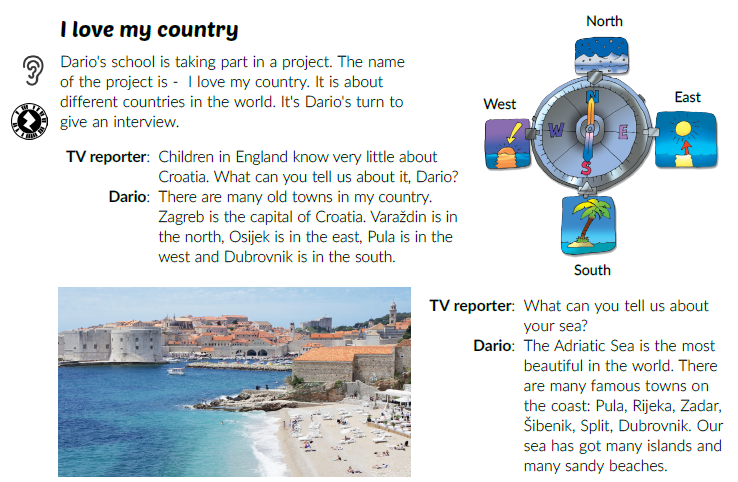 I love my country
Dario's school is taking part in a project. The name
of the project is - I love my country. It is about
different countries in the world. It's Dario's turn to
give an interview.
TV reporter: Children in England know very little about
Croatia. What can you tell us about it, Dario?
Dario: There are many old towns in my country.
Zagreb is the capital of Croatia. Varaždin is in
the north, Osijek is in the east, Pula is in the
west and Dubrovnik is in the south.
North
West
East
N
W
E
S
South
TV reporter: What can you tell us about
your sea?
Dario: The Adriatic Sea is the most
beautiful in the world. There
are many famous towns on
the coast: Pula, Rijeka, Zadar,
Šibenik, Split, Dubrovnik. Our
sea has got many islands and
many sandy beaches.